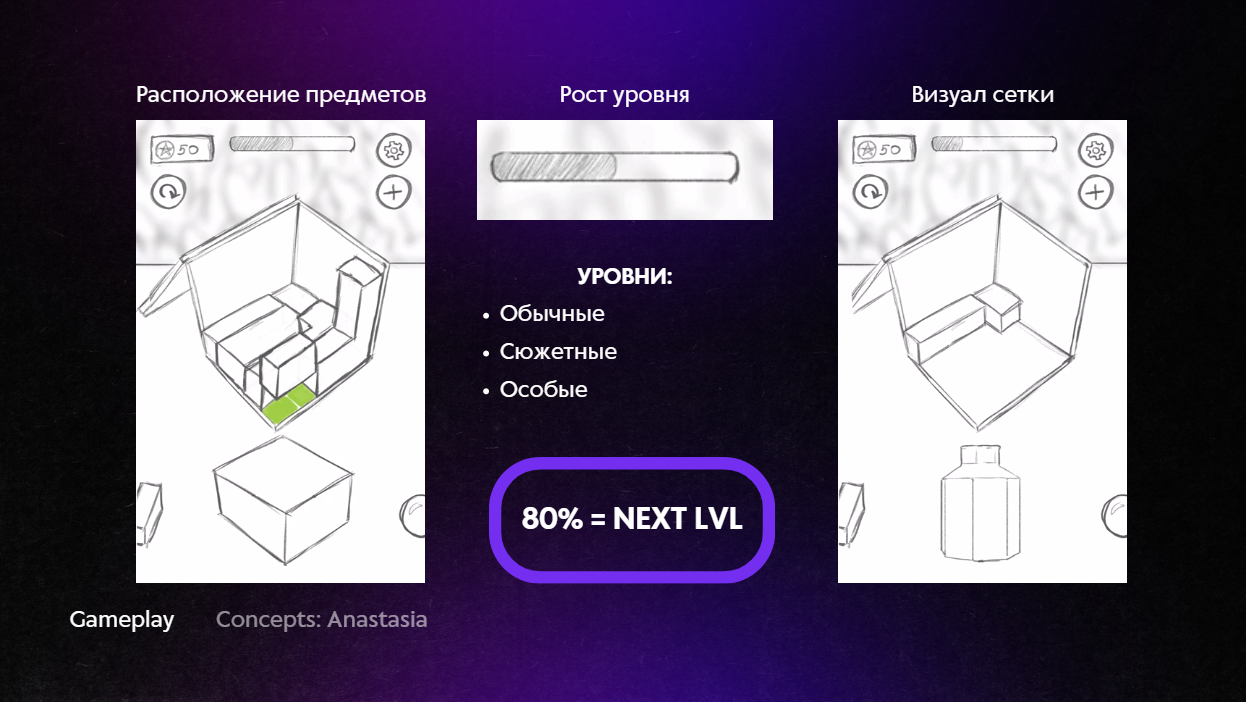 Расположение предметов
50
Рост уровня
УРОВНИ:
• Обычные
• Сюжетные
• Особые
80% = NEXT LVL
Визуал сетки
50
Gameplay
Concepts: Anastasia